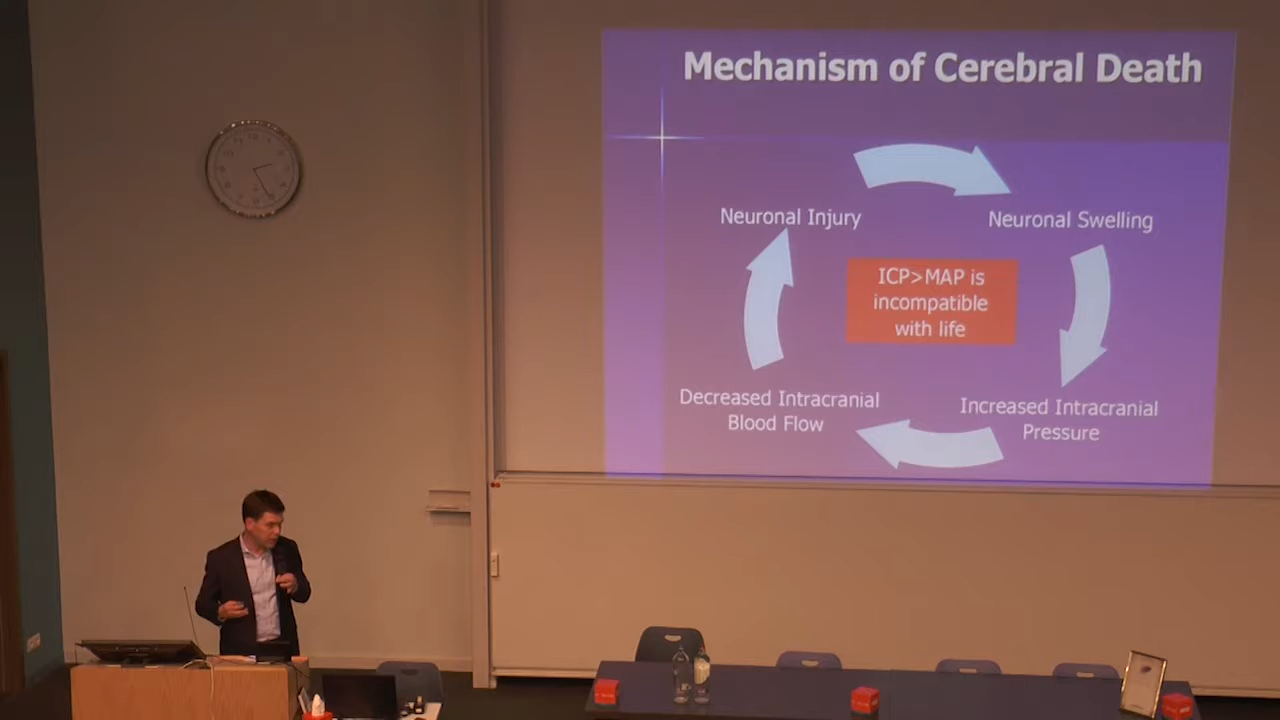 Mechanism of Cerebral Death
Neuronal Injury
Neuronal Swelling
ICP>MAP is
incompatible
with life
Decreased Intracranial
Blood Flow
Increased Intracranial
Pressure